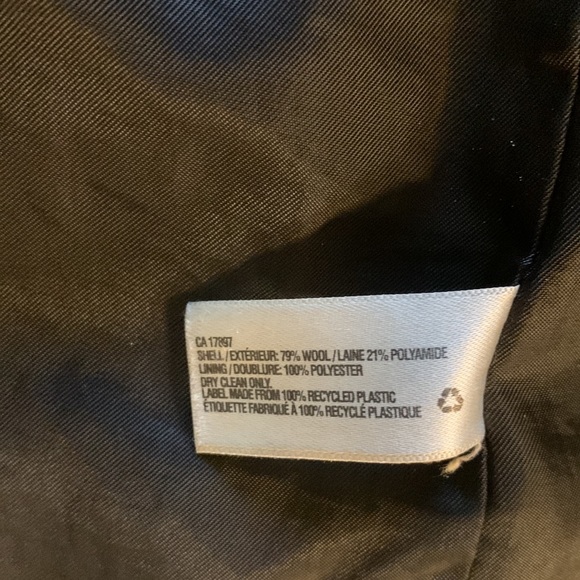 CA 17897
SHELL / EXTÉRIEUR: 79% WOOL / LAINE 21% POLYAMIDE
LINING / DOUBLURE: 100% POLYESTER
DRY CLEAN ONLY.
LABEL MADE FROM 100% RECYCLED PLASTIC
ÉTIQUETTE FABRIQUÉ À 100% RECYCLÉ PLASTIQUE